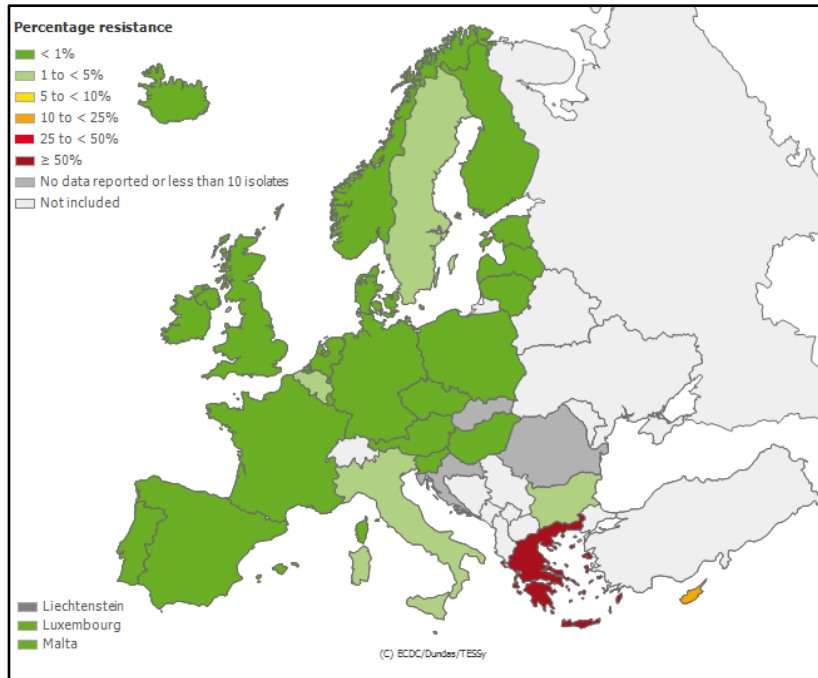 Percentage resistance
< 1%
1 to < 5%
5 to < 10%
10 to < 25%
25 to < 50%
≥ 50%
No data reported or less than 10 isolates
Not included
Liechtenstein
Luxembourg
Malta
(C) ECDC/Dundas/TESSy